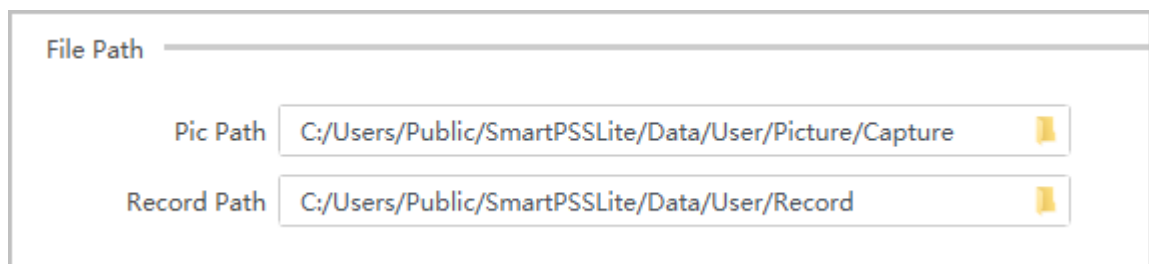 File Path
Pic Path C:/Users/Public/SmartPSSLite/Data/User/Picture/Capture
Record Path C:/Users/Public/SmartPSSLite/Data/User/Record